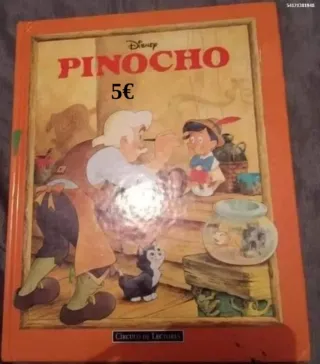 Disney
PINOCHO
5€
CÍRCULO DE LECTORES